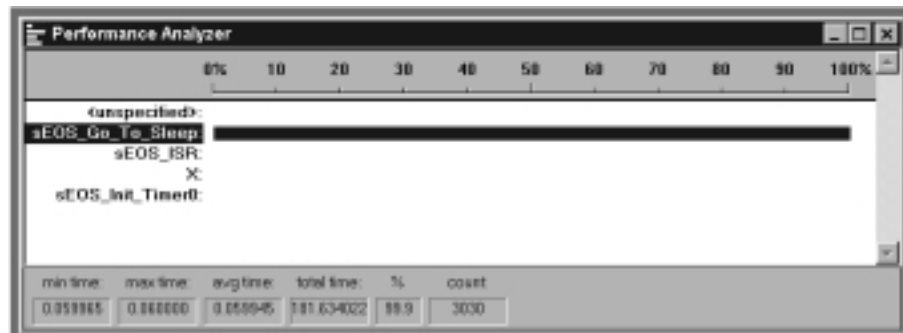 Performance Analyzer
0% 10 20 30 40 50 60 70 80 90 100%
<unspecified>:
sEOS_Go_To_Sleep:
sEOS_ISR:
X:
sEOS_Init_Timer0:
min time: max time: avg time: total time: % count
0.059965 0.060000 0.059945 181.634022 99.9 3030